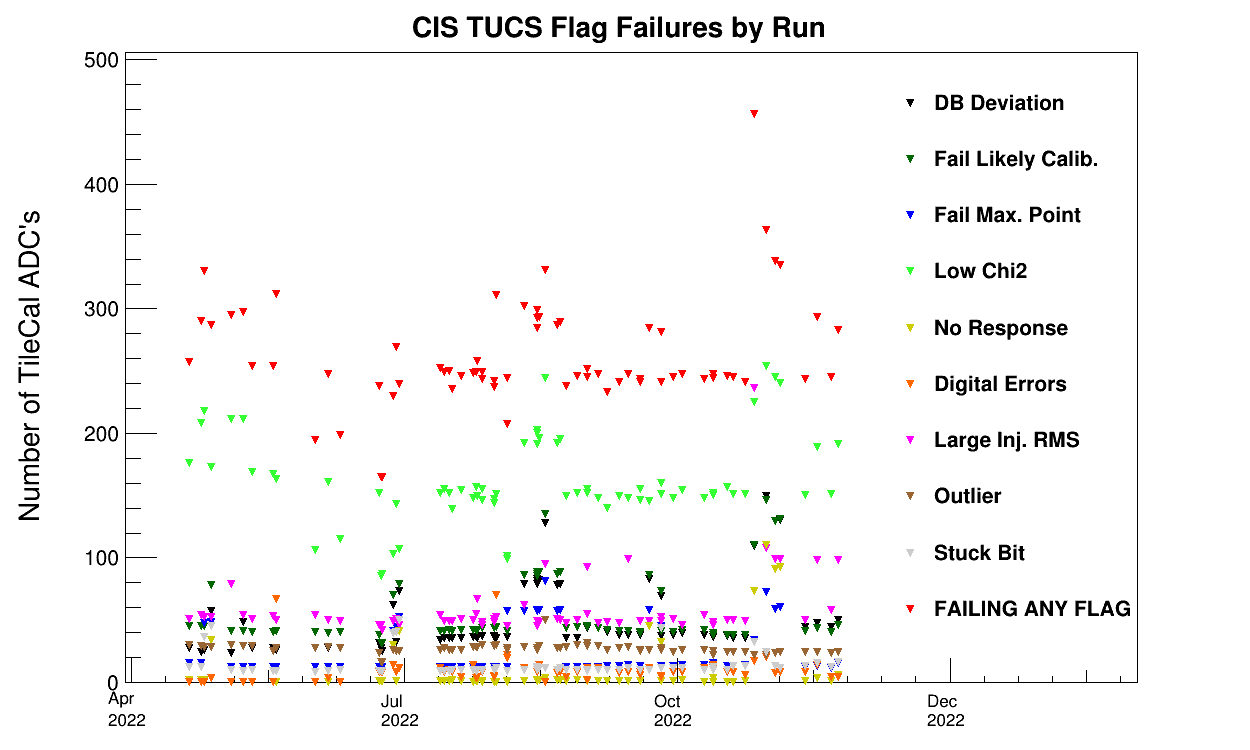 CIS TUCS Flag Failures by Run
Number of TileCal ADC's
500
400
300
200
100
0
DB Deviation
Fail Likely Calib.
Fail Max. Point
Low Chi2
No Response
Digital Errors
Large Inj. RMS
Outlier
Stuck Bit
FAILING ANY FLAG
Apr
2022
Jul
2022
Oct
2022
Dec
2022